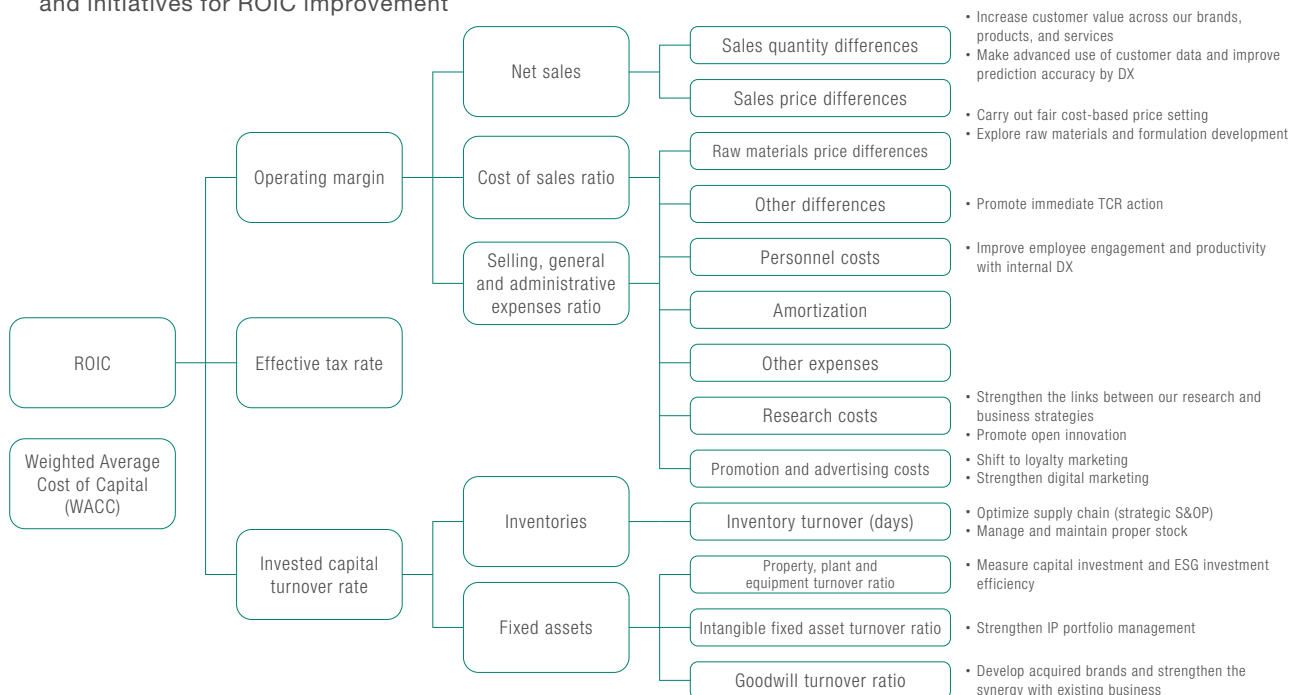 and initiatives for ROIC improvement
ROIC
Weighted Average
Cost of Capital
(WACC)
Operating margin
Effective tax rate
Invested capital
turnover rate
Net sales
Cost of sales ratio
Selling, general
and administrative
expenses ratio
Inventories
Fixed assets
Sales quantity differences
Sales price differences
Raw materials price differences
Other differences
Personnel costs
Amortization
Other expenses
Research costs
Promotion and advertising costs
Inventory turnover (days)
Property, plant and
equipment turnover ratio
Intangible fixed asset turnover ratio
Goodwill turnover ratio
• Increase customer value across our brands,
products, and services
• Make advanced use of customer data and improve
prediction accuracy by DX
• Carry out fair cost-based price setting
• Explore raw materials and formulation development
• Promote immediate TCR action
• Improve employee engagement and productivity
with internal DX
• Strengthen the links between our research and
business strategies
• Promote open innovation
• Shift to loyalty marketing
• Strengthen digital marketing
• Optimize supply chain (strategic S&OP)
• Manage and maintain proper stock
• Measure capital investment and ESG investment
efficiency
• Strengthen IP portfolio management
• Develop acquired brands and strengthen the
synergy with existing business